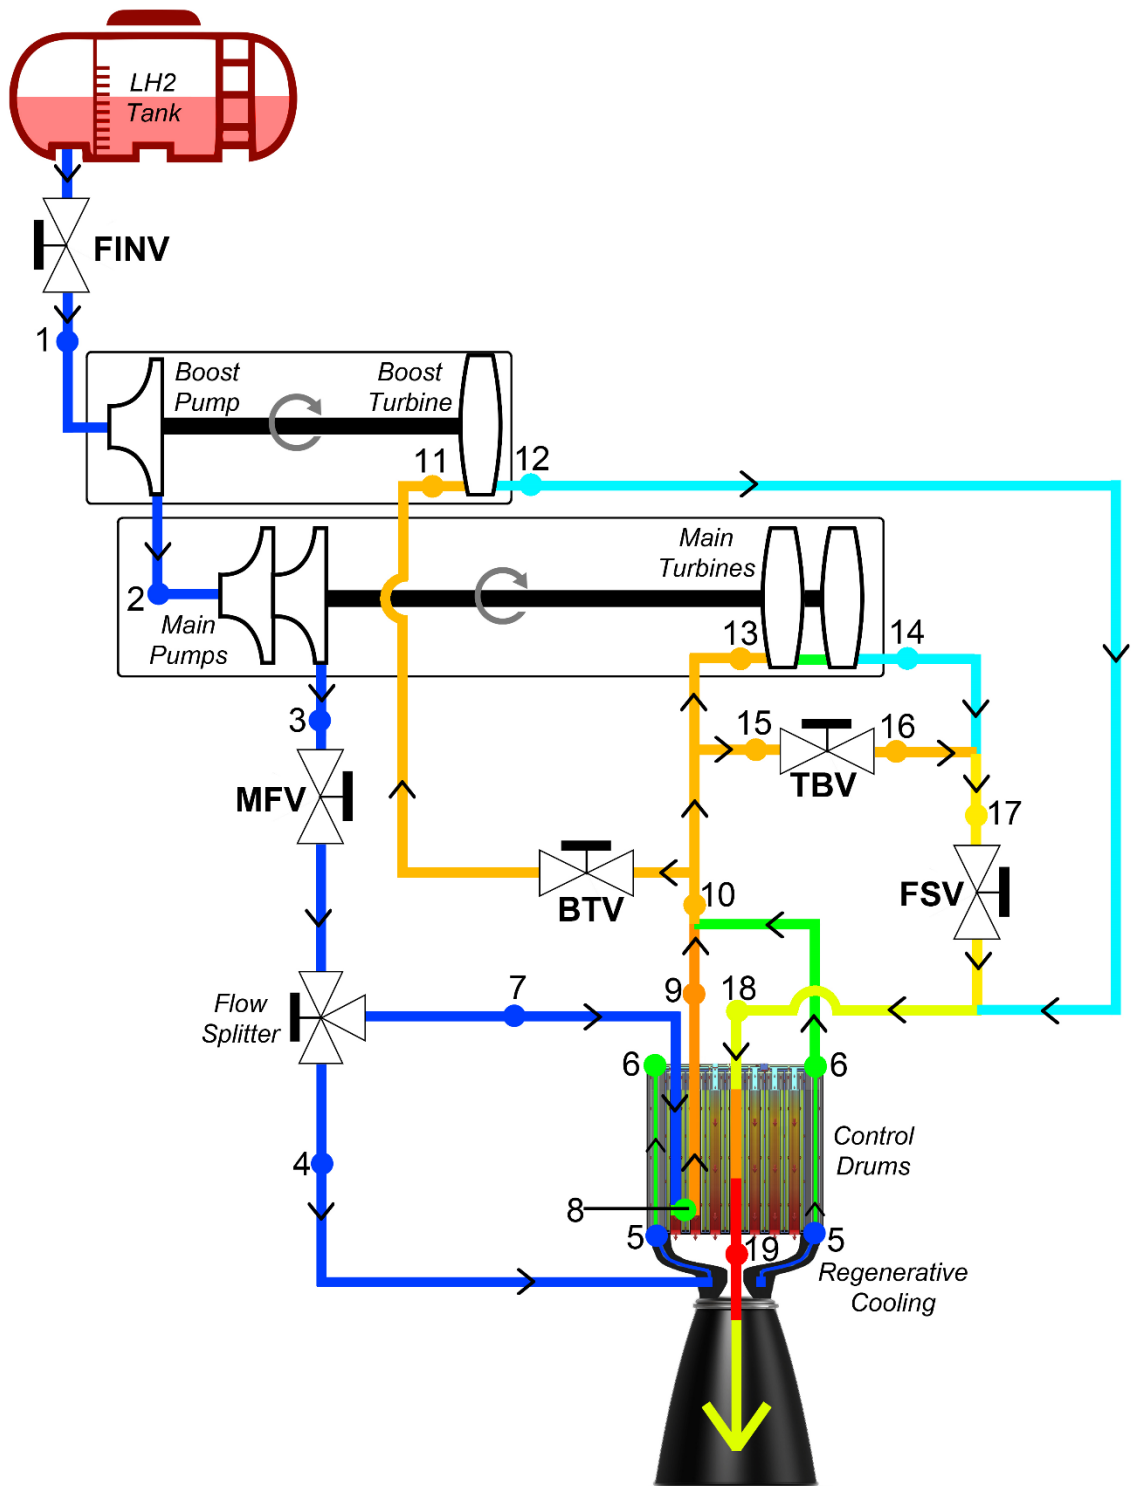 LH2
Tank
FINV
1
Boost
Pump
Boost
Turbine
11
12
Main
Turbines
2
Main
Pumps
13
14
3
15
16
MFV
TBV
17
10
FSV
BTV
9
18
7
Flow
Splitter
6
6
Control
Drums
4
8
5
5
19
Regenerative
Cooling